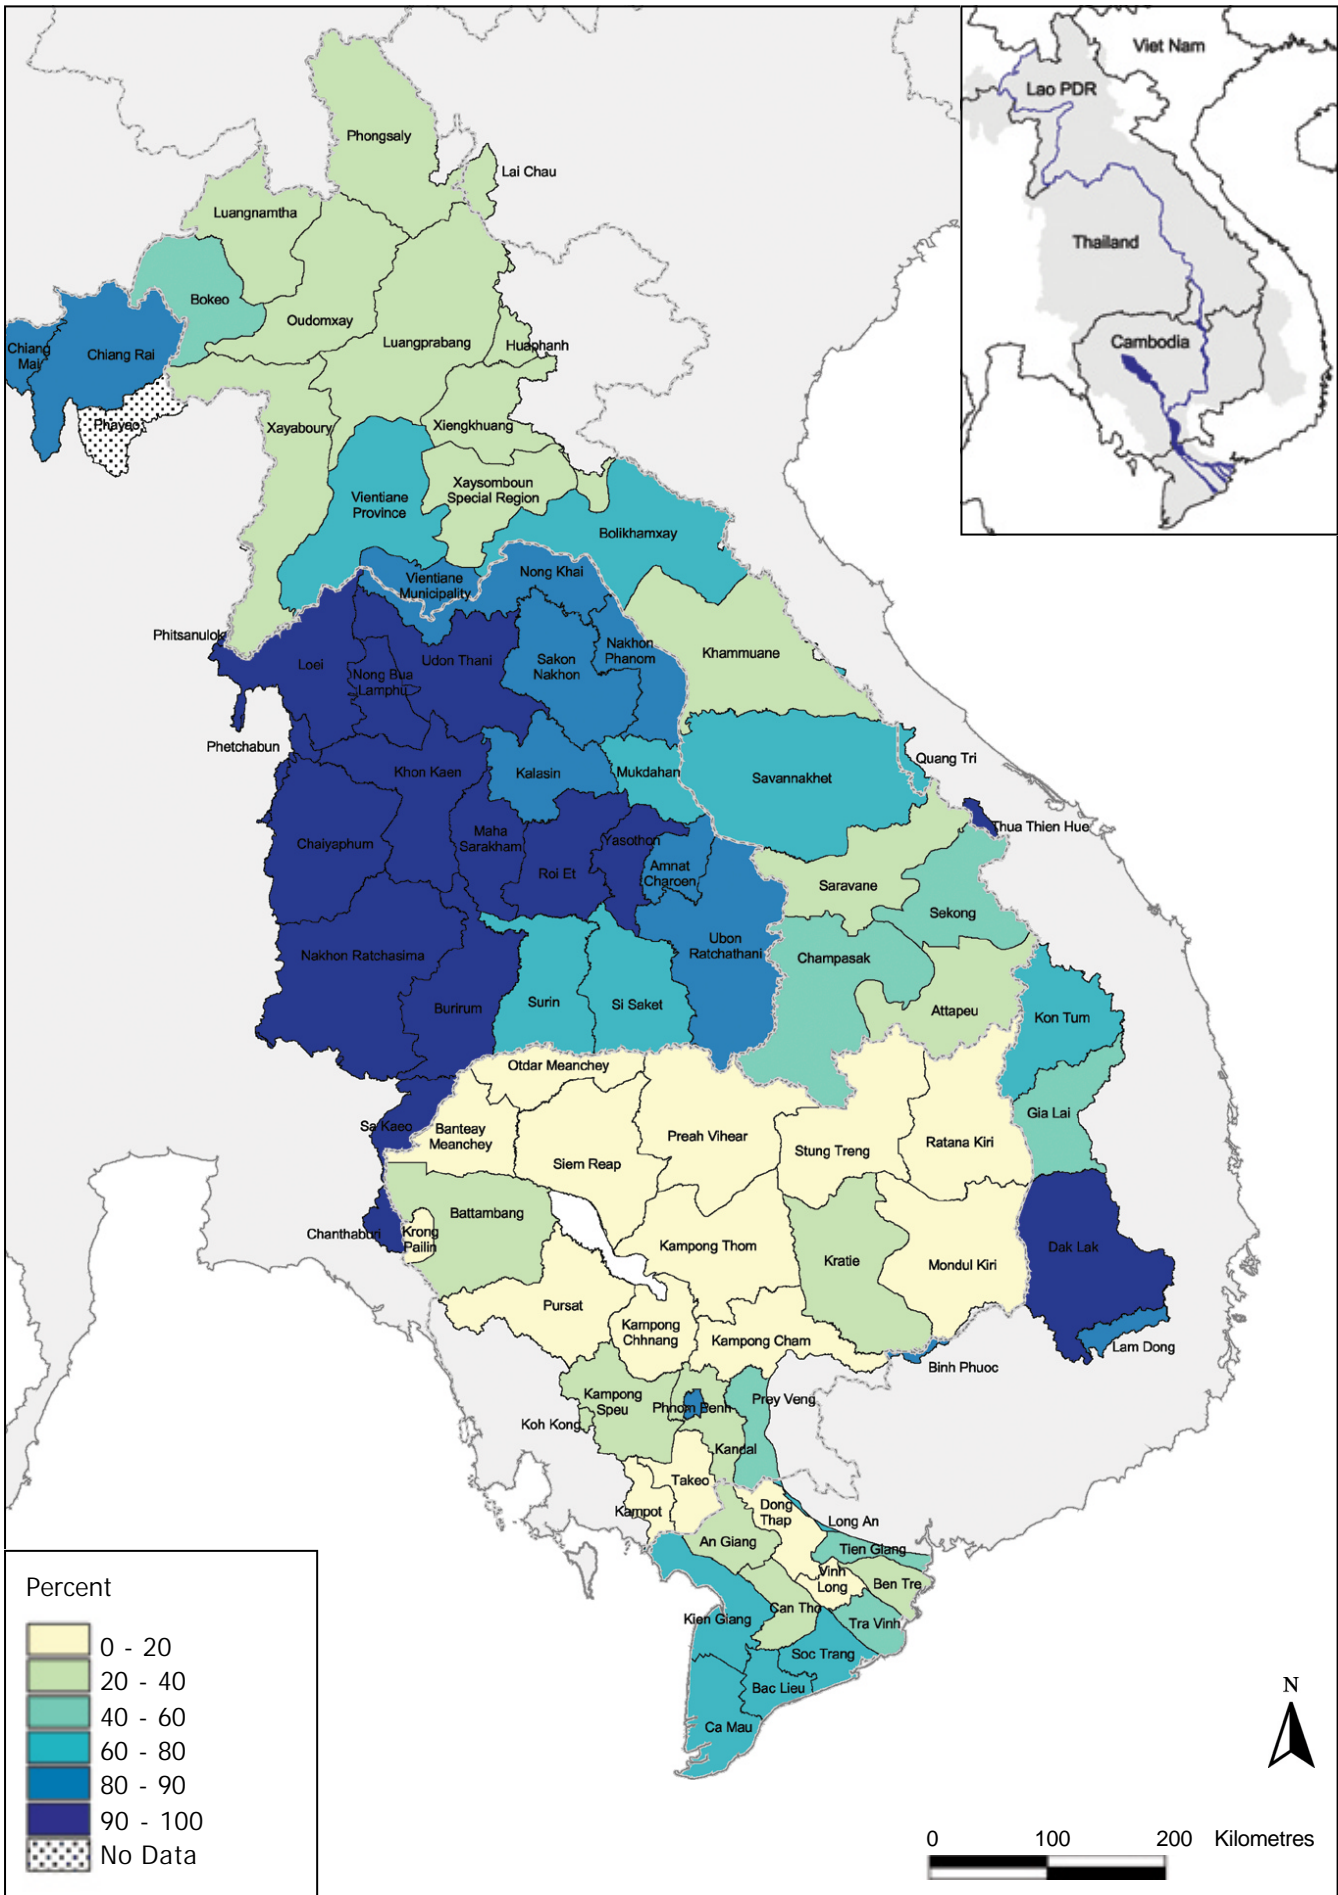 Viet Nam
Lao PDR
Thailand
Cambodia
Phongsaly
Lai Chau
Luangnamtha
Bokeo
Oudomxay
Luangprabang
Huaphanh
Chiang
Mai
Chiang Rai
Phayao
Xayaboury
Xiengkhuang
Vientiane
Province
Xaysomboun
Special Region
Bolikhamxay
Vientiane
Municipality
Nong Khai
Phitsanulok
Loei
Nong Bua
Lamphu
Udon Thani
Sakon
Nakhon
Nakhon
Phanom
Khammuane
Phetchabun
Khon Kaen
Kalasin
Mukdahan
Savannakhet
Quang Tri
Thua Thien Hue
Chaiyaphum
Maha
Sarakham
Roi Et
Yasothon
Amnat
Charoen
Saravane
Sekong
Nakhon Ratchasima
Ubon
Ratchathani
Champasak
Burirum
Surin
Si Saket
Attapeu
Kon Tum
Otdar Meanchey
Sa Kaeo
Banteay
Meanchey
Siem Reap
Preah Vihear
Stung Treng
Ratana Kiri
Gia Lai
Chanthaburi
Krong
Pailin
Battambang
Kampong Thom
Kratie
Mondul Kiri
Dak Lak
Pursat
Kampong
Chhnang
Kampong Cham
Binh Phuoc
Lam Dong
Kampong
Speu
Phnom Penh
Prey Veng
Koh Kong
Kandal
Takeo
Kampot
Dong
Thap
Long An
An Giang
Tien Giang
Vinh
Long
Ben Tre
Can Tho
Kien Giang
Tra Vinh
Soc Trang
Bac Lieu
Ca Mau
Percent
0 - 20
20 - 40
40 - 60
60 - 80
80 - 90
90 - 100
No Data
N
0 100 200 Kilometres